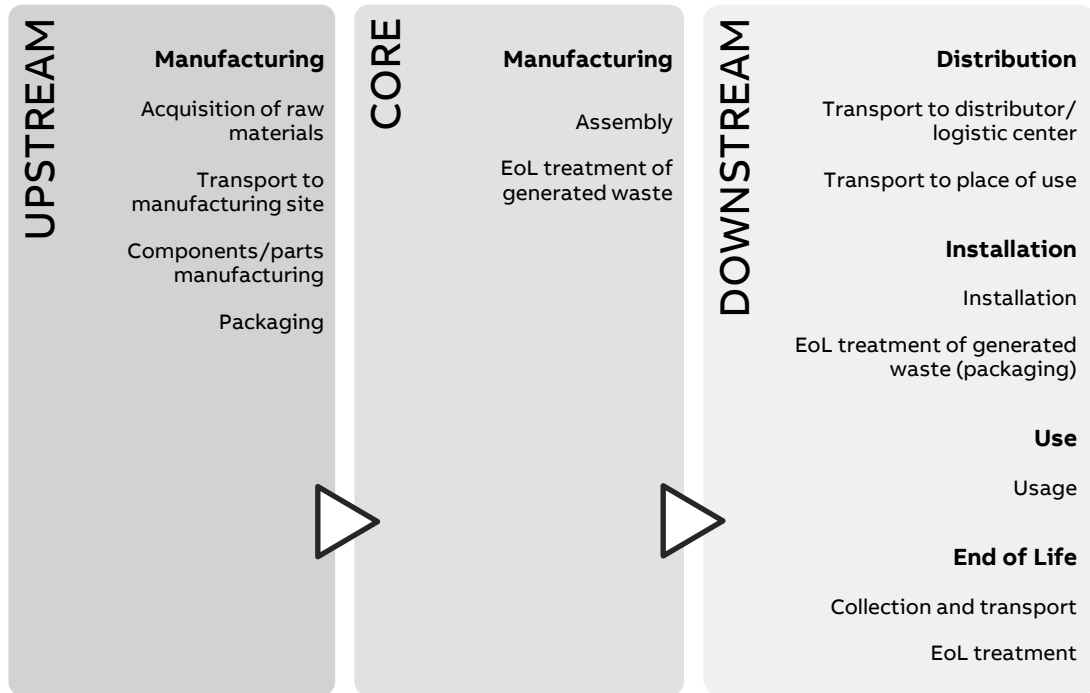 UPSTREAM
Manufacturing
Acquisition of raw
materials
Transport to
manufacturing site
Components/parts
manufacturing
Packaging
CORE
Manufacturing
Assembly
EoL treatment of
generated waste
DOWNSTREAM
Distribution
Transport to distributor/
logistic center
Transport to place of use
Installation
Installation
EoL treatment of generated
waste (packaging)
Use
Usage
End of Life
Collection and transport
EoL treatment